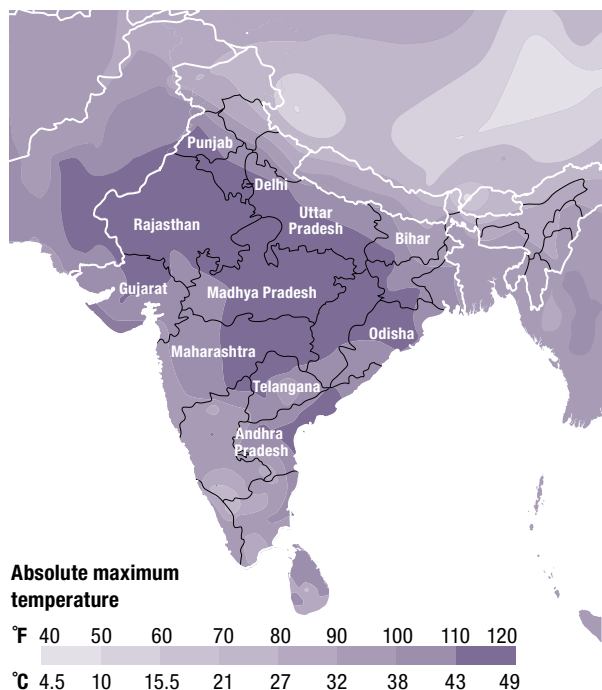 Punjab
Delhi
Rajasthan
Uttar
Pradesh
Bihar
Gujarat
Madhya Pradesh
Odisha
Maharashtra
Telangana
Andhra
Pradesh
Absolute maximum
temperature
°F 40 50 60 70 80 90 100 110 120
°C 4.5 10 15.5 21 27 32 38 43 49